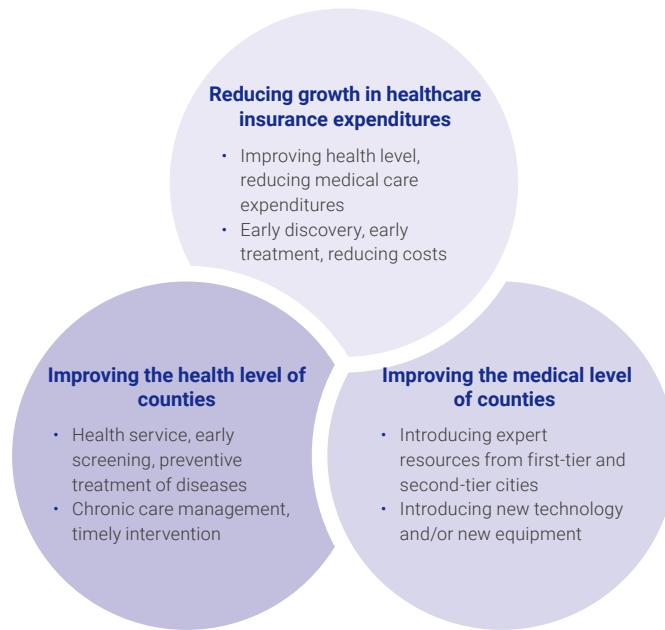 Reducing growth in healthcare
insurance expenditures
• Improving health level,
reducing medical care
expenditures
• Early discovery, early
treatment, reducing costs
Improving the health level of
counties
• Health service, early
screening, preventive
treatment of diseases
• Chronic care management,
timely intervention
Improving the medical level
of counties
• Introducing expert
resources from first-tier and
second-tier cities
• Introducing new technology
and/or new equipment